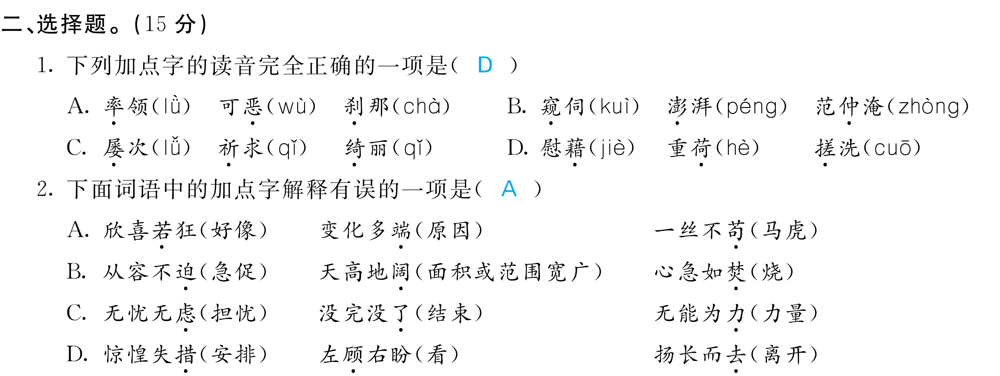 二、选择题。(15 分)
1. 下列加点字的读音完全正确的一项是( D )
A. 率领(lǜ) 可恶(wù) 刹那(chà) B. 窥伺(kuì) 澎湃(péng) 范仲淹(zhòng)
C. 屡次(lǚ) 祈求(qǐ) 绮丽(qǐ) D. 慰藉(jiè) 重荷(hè) 搓洗(cuō)
2. 下面词语中的加点字解释有误的一项是( A )
A. 欣喜若狂(好像) 变化多端(原因) 一丝不苟(马虎)
B. 从容不迫(急促) 天高地阔(面积或范围宽广) 心急如焚(烧)
C. 无忧无虑(担忧) 没完没了(结束) 无能为力(力量)
D. 惊惶失措(安排) 左顾右盼(看) 扬长而去(离开)